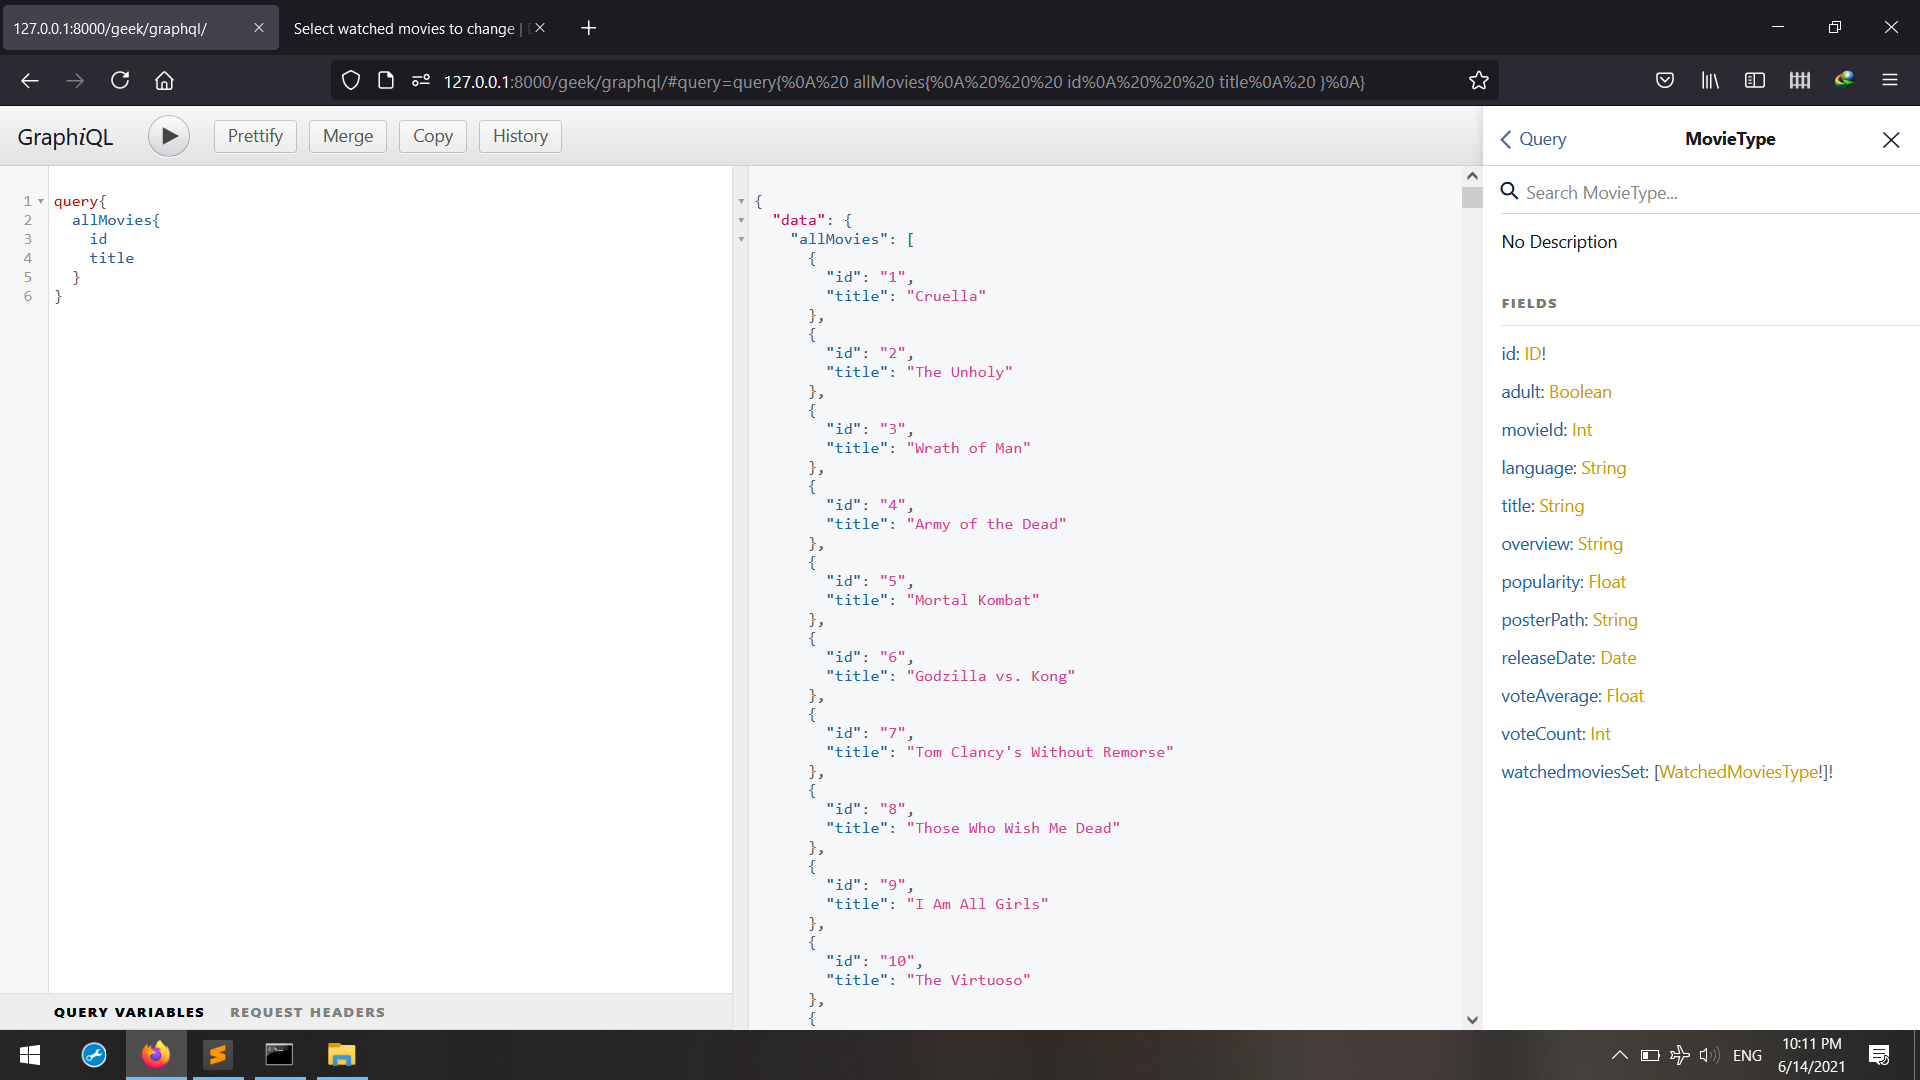 127.0.0.1:8000/geek/graphql/
Select watched movies to change |
127.0.0.1:8000/geek/graphql/#query=query{%0A%20 allMovies{%0A%20%20%20 id%0A%20%20%20 title%0A%20 }%0A}
GraphiQL
Prettify
Merge
Copy
History
1 query{
2 allMovies{
3 id
4 title
5 }
6 }
QUERY VARIABLES
REQUEST HEADERS
{
"data": {
"allMovies": [
{
"id": "1",
"title": "Cruella"
},
{
"id": "2",
"title": "The Unholy"
},
{
"id": "3",
"title": "Wrath of Man"
},
{
"id": "4",
"title": "Army of the Dead"
},
{
"id": "5",
"title": "Mortal Kombat"
},
{
"id": "6",
"title": "Godzilla vs. Kong"
},
{
"id": "7",
"title": "Tom Clancy's Without Remorse"
},
{
"id": "8",
"title": "Those Who Wish Me Dead"
},
{
"id": "9",
"title": "I Am All Girls"
},
{
"id": "10",
"title": "The Virtuoso"
},
{
Query
MovieType
Search MovieType...
No Description
FIELDS
id: ID!
adult: Boolean
movieId: Int
language: String
title: String
overview: String
popularity: Float
posterPath: String
releaseDate: Date
voteAverage: Float
voteCount: Int
watchedmoviesSet: [WatchedMoviesType!]!
ENG
10:11 PM
6/14/2021